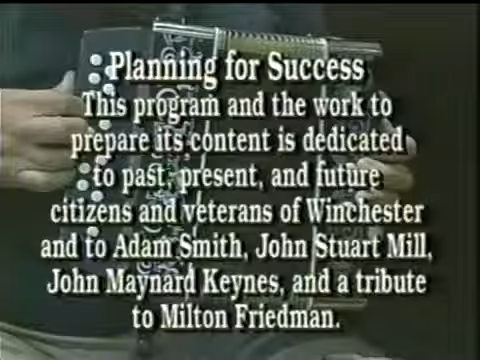 Planning for Success
This program and the work to
prepare its content is dedicated
to past, present, and future
citizens and veterans of Winchester
and to Adam Smith, John Stuart Mill,
John Maynard Keynes, and a tribute
to Milton Friedman.